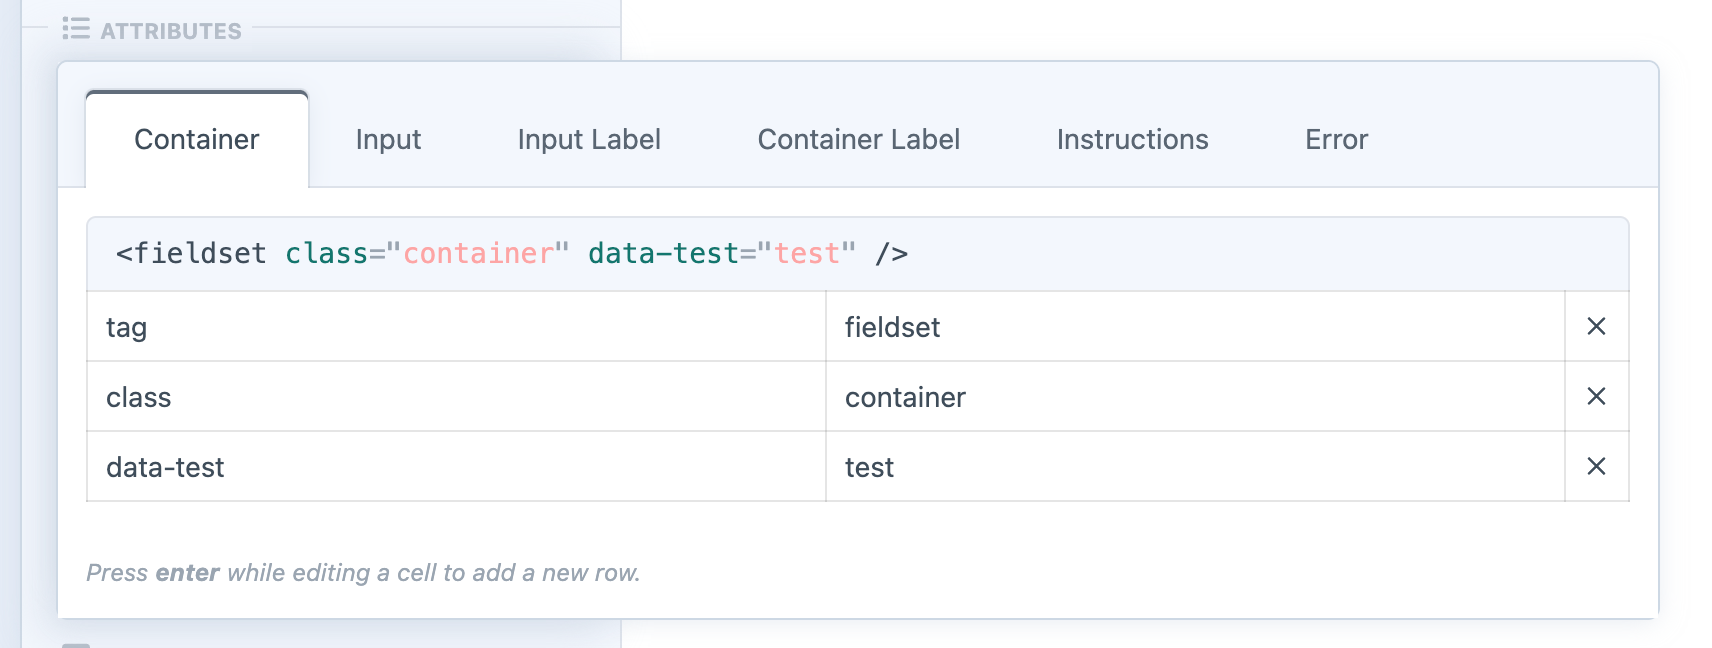 ATTRIBUTES
Container Input Input Label Container Label Instructions Error
<fieldset class="container" data-test="test" />
tag fieldset
class container
data-test test
Press enter while editing a cell to add a new row.